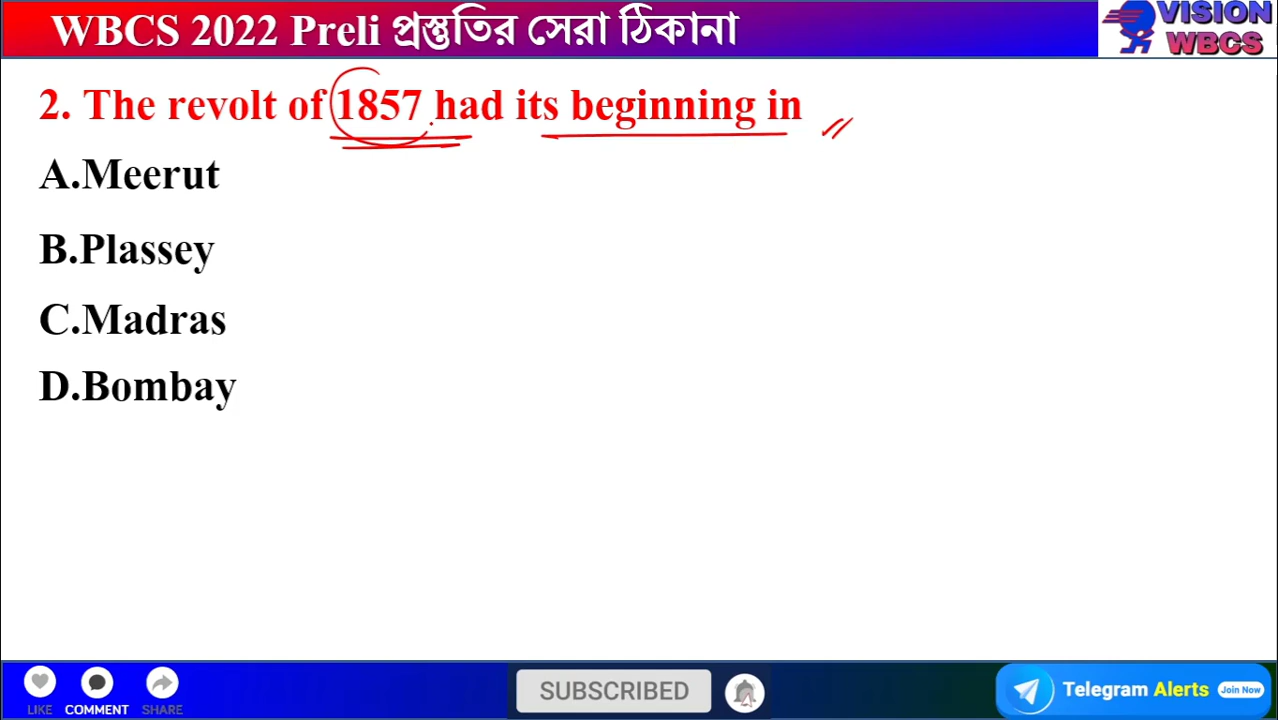 WBCS 2022 Preli প্রস্তুতির সেরা ঠিকানা
VISION
WBCS
2. The revolt of 1857 had its beginning in
A.Meerut
B.Plassey
C.Madras
D.Bombay
LIKE COMMENT SHARE
SUBSCRIBED
Telegram Alerts Join Now